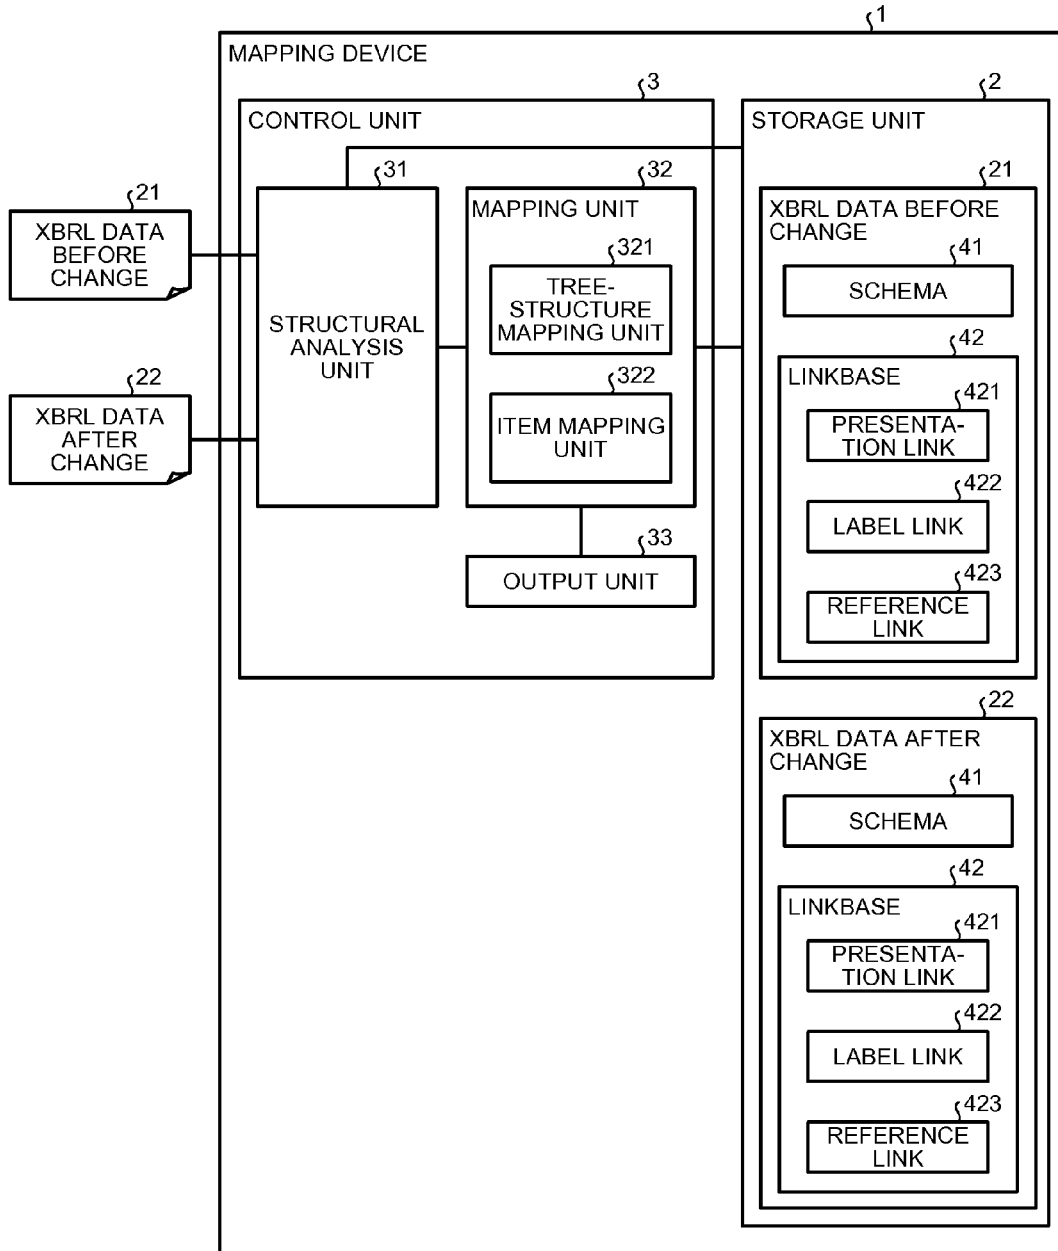 1
MAPPING DEVICE
3
CONTROL UNIT
31
STRUCTURAL
ANALYSIS
UNIT
32
MAPPING UNIT
321
TREE-
STRUCTURE
MAPPING UNIT
322
ITEM MAPPING
UNIT
33
OUTPUT UNIT
21
XBRL DATA
BEFORE
CHANGE
22
XBRL DATA
AFTER
CHANGE
2
STORAGE UNIT
21
XBRL DATA BEFORE
CHANGE
41
SCHEMA
42
LINKBASE
421
PRESENTA-
TION LINK
422
LABEL LINK
423
REFERENCE
LINK
22
XBRL DATA AFTER
CHANGE
41
SCHEMA
42
LINKBASE
421
PRESENTA-
TION LINK
422
LABEL LINK
423
REFERENCE
LINK